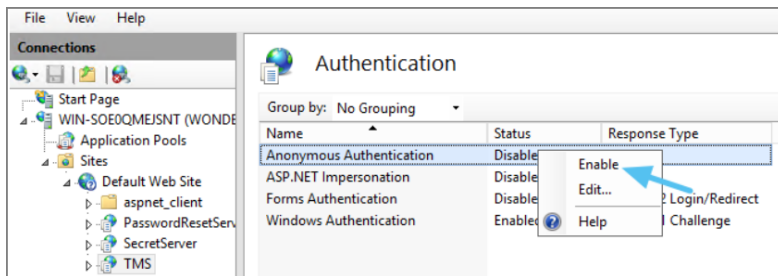 File View Help
Connections
Start Page
WIN-SOE0QMEJSNT (WONDE
Application Pools
Sites
Default Web Site
aspnet_client
PasswordResetServ
SecretServer
TMS
Authentication
Group by: No Grouping
Name Status Response Type
Anonymous Authentication Disable
ASP.NET Impersonation Disable
Forms Authentication Disable 2 Login/Redirect
Windows Authentication Enabled Challenge
Enable
Edit...
Help